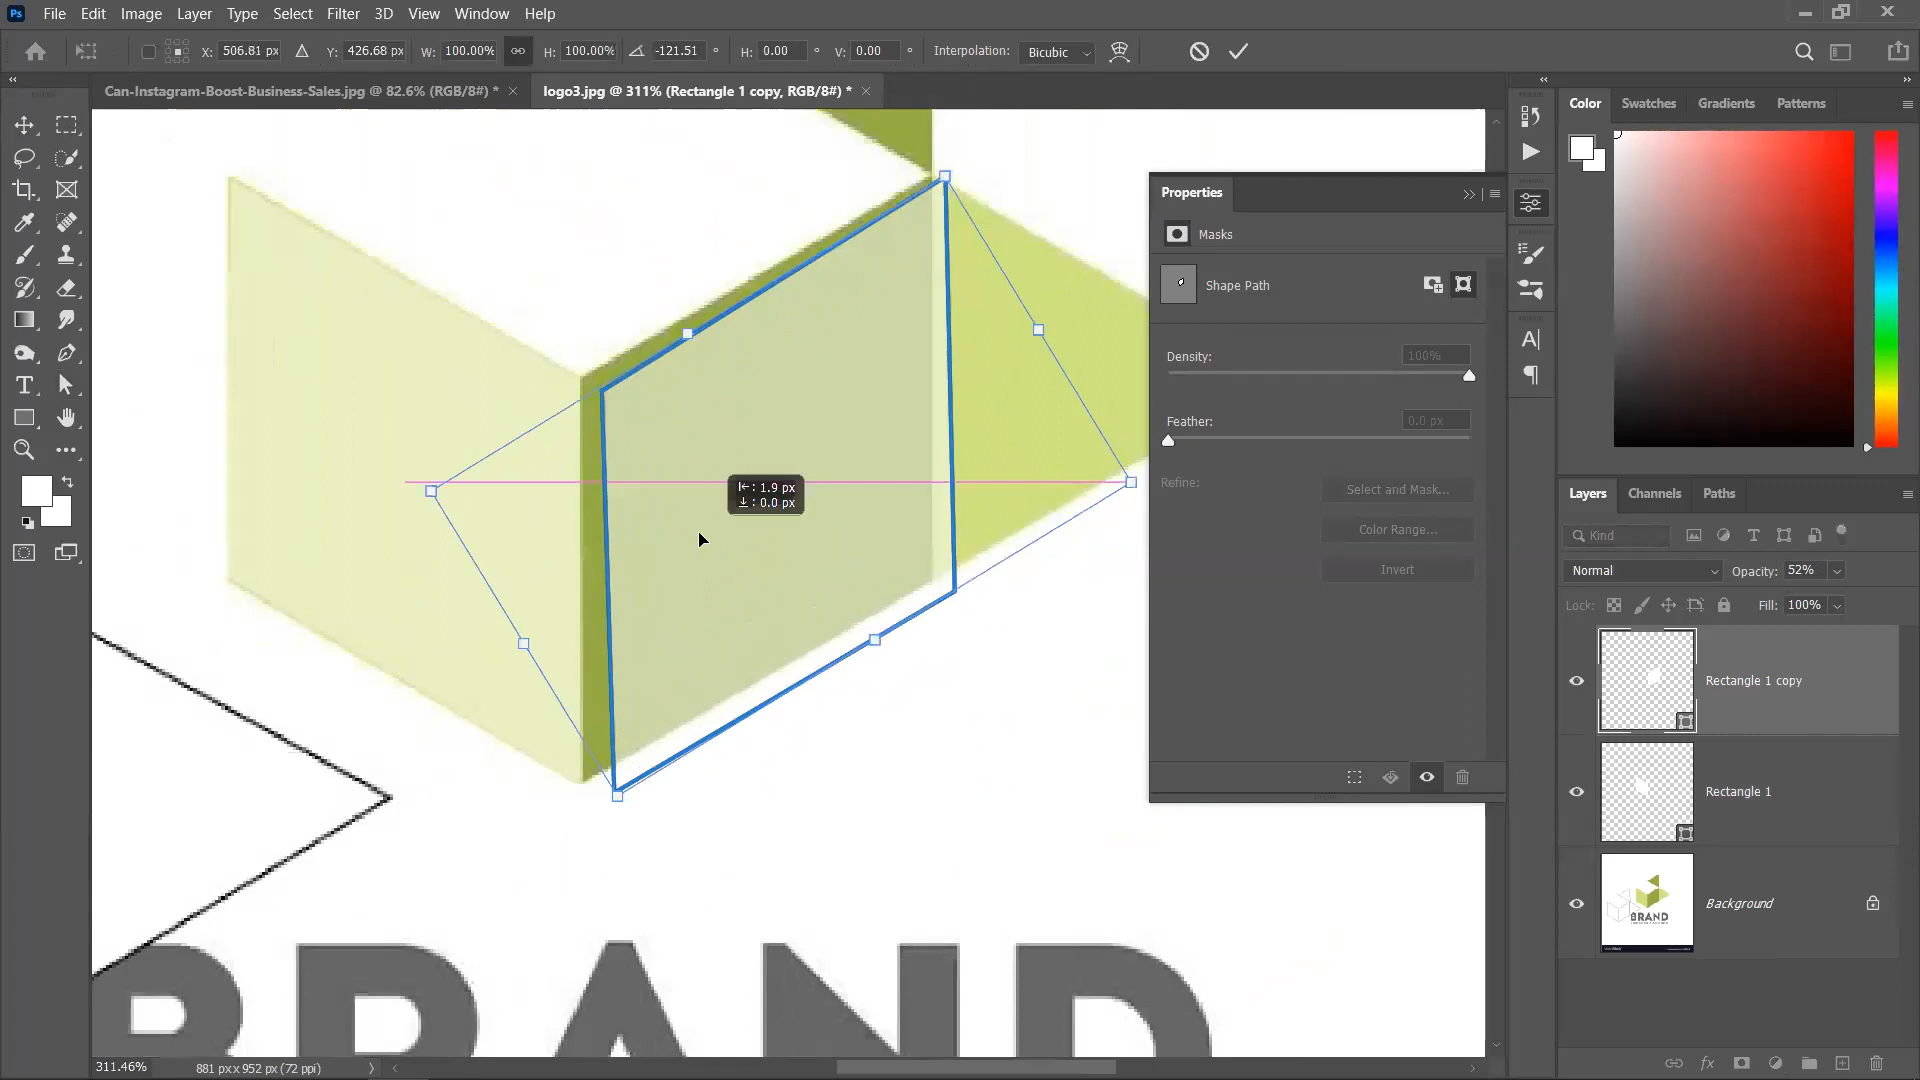 Ps File Edit Image Layer Type Select Filter 3D View Window Help
X: 506.81 px Y: 426.68 px W: 100.00% H: 100.00% -121.51 ° H: 0.00 ° V: 0.00 ° Interpolation: Bicubic
Can-Instagram-Boost-Business-Sales.jpg @ 82.6% (RGB/8#) * logo3.jpg @ 311% (Rectangle 1 copy, RGB/8#) *
Color Swatches Gradients Patterns
Properties
Masks
Shape Path
Density: 100%
Feather: 0.0 px
Refine: Select and Mask...
Color Range...
Invert
: 1.9 px
: 0.0 px
Layers Channels Paths
Kind
Normal Opacity: 52%
Lock: Fill: 100%
Rectangle 1 copy
Rectangle 1
Background
BRAND
BRAND
311.46% 881 px x 952 px (72 ppi)